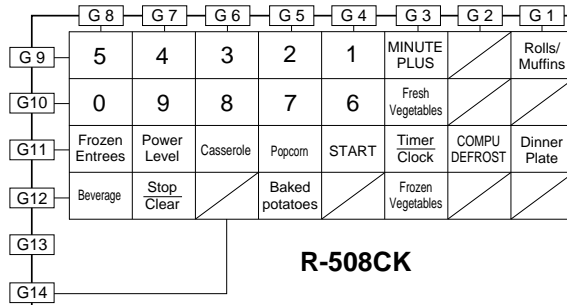 G 8 G 7 G 6 G 5 G 4 G 3 G 2 G 1
G 9 5 4 3 2 1 MINUTE PLUS Rolls/ Muffins
G10 0 9 8 7 6 Fresh Vegetables
G11 Frozen Entrees Power Level Casserole Popcorn START Timer Clock COMPU DEFROST Dinner Plate
G12 Beverage Stop Clear Baked potatoes Frozen Vegetables
G13
R-508CK
G14